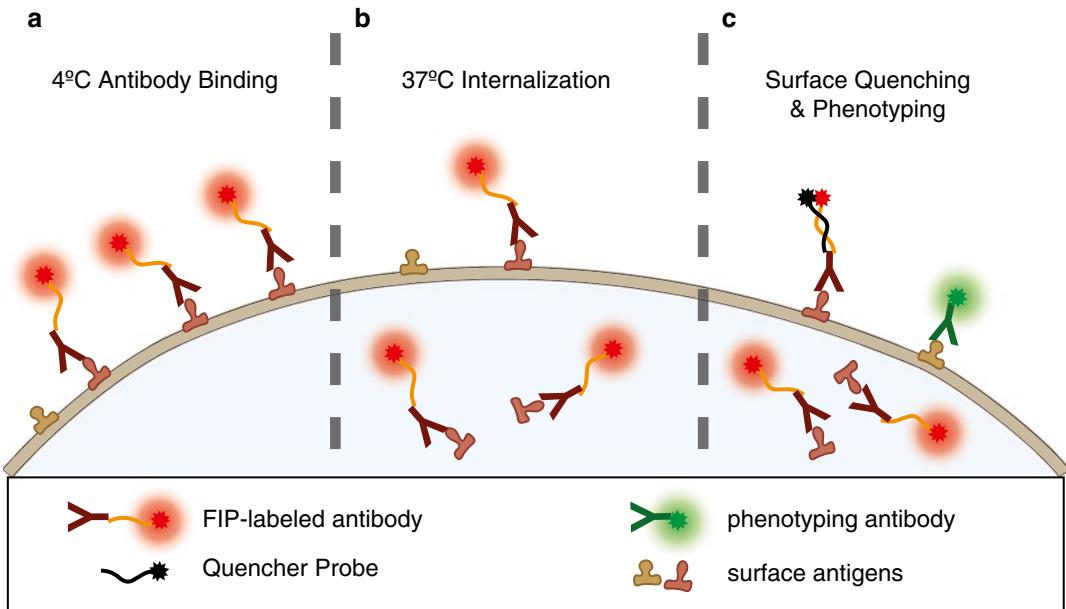 a
b
c
4ºC Antibody Binding
37ºC Internalization
Surface Quenching
& Phenotyping
FIP-labeled antibody
phenotyping antibody
Quencher Probe
surface antigens